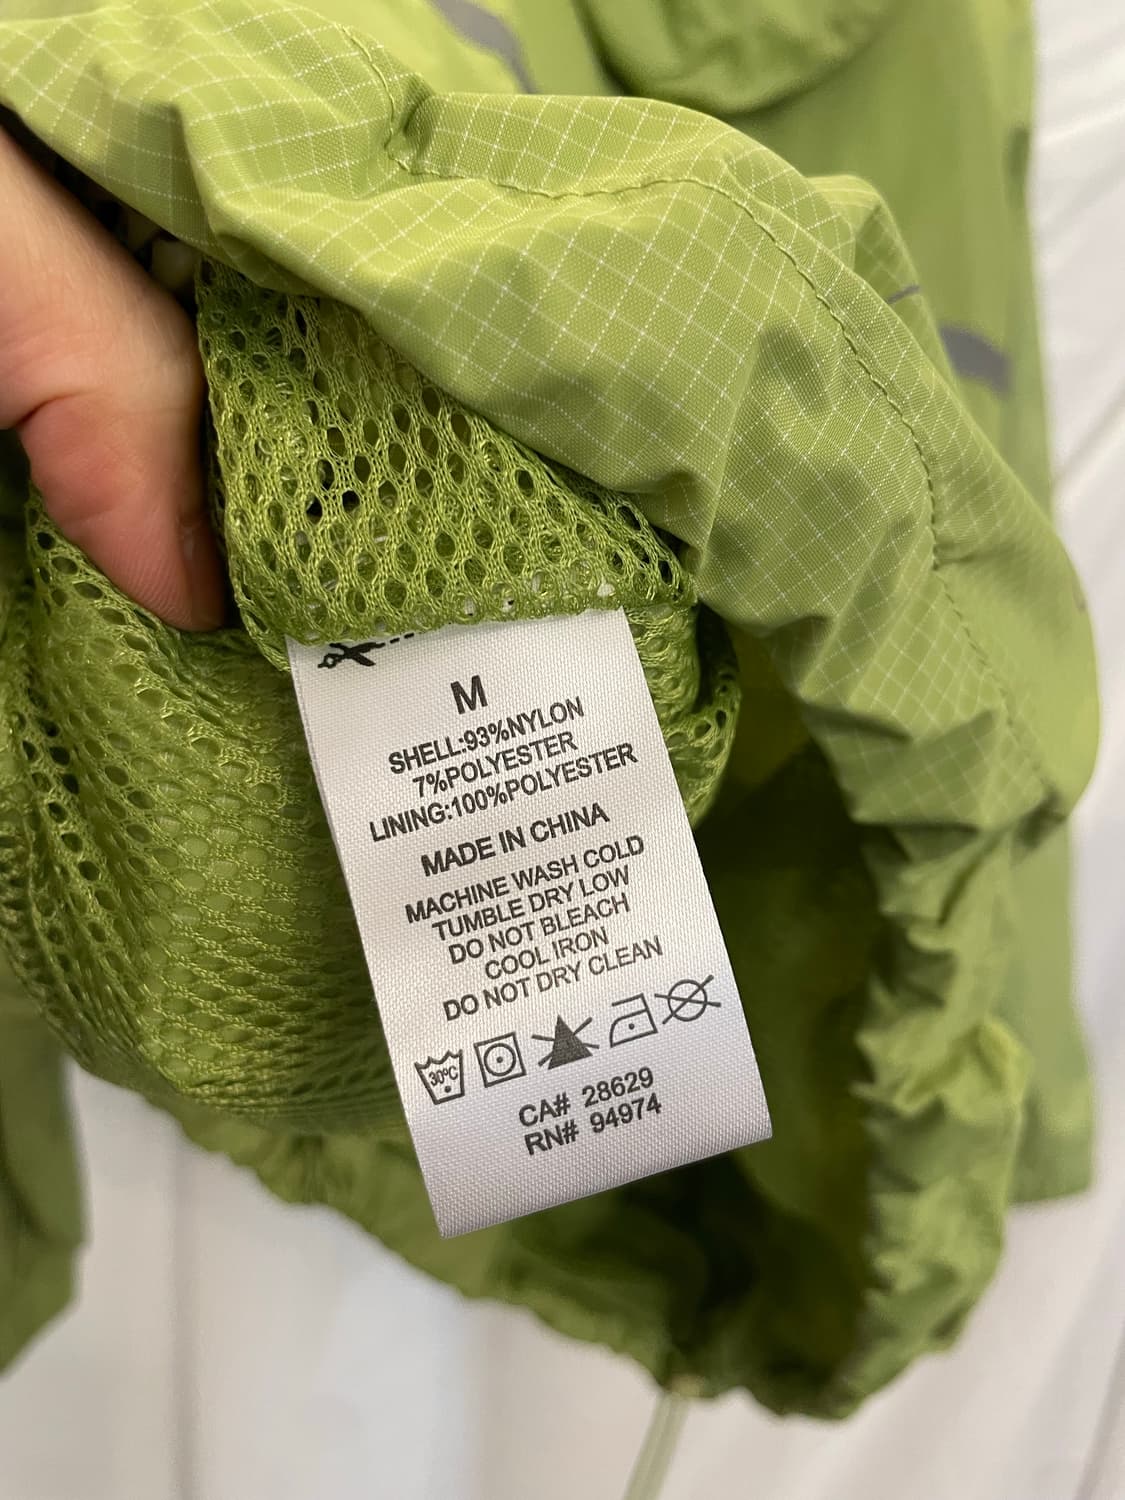 M
SHELL:93%NYLON
7%POLYESTER
LINING:100%POLYESTER
MADE IN CHINA
MACHINE WASH COLD
TUMBLE DRY LOW
DO NOT BLEACH
COOL IRON
DO NOT DRY CLEAN
30°C
CA# 28629
RN# 94974